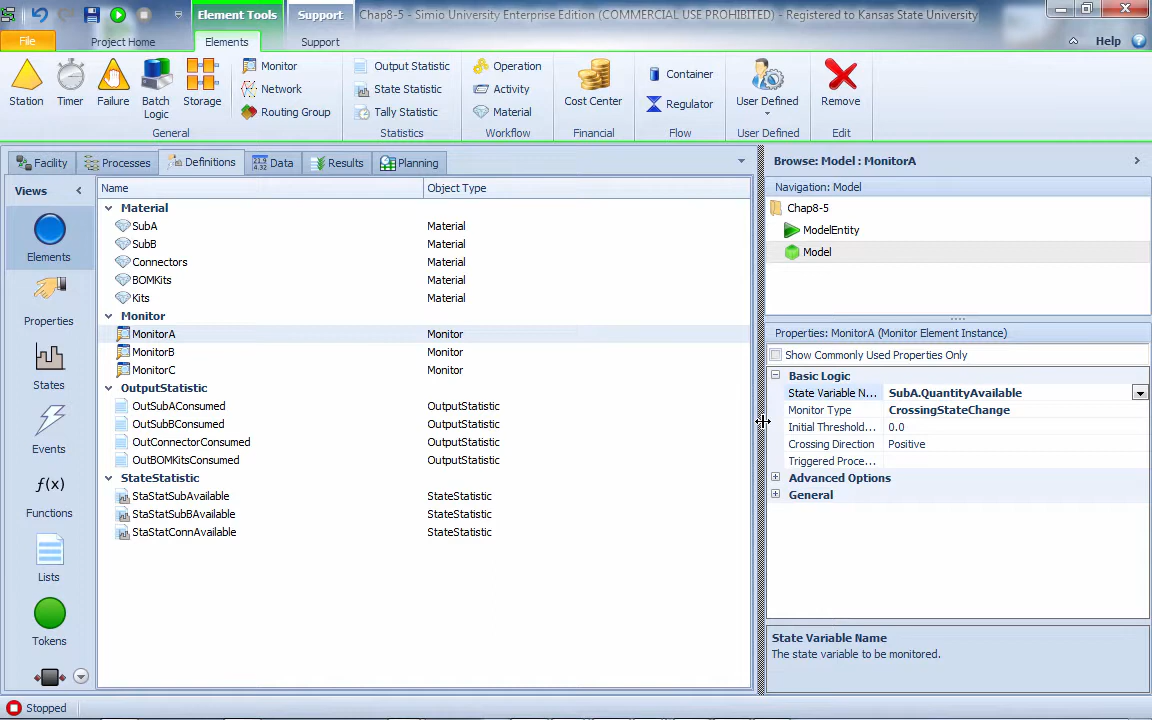 Element Tools
Support
Chap8-5 - Simio University Enterprise Edition (COMMERCIAL USE PROHIBITED) - Registered to Kansas State University
File
Project Home
Elements
Support
Help
Station
Timer
Failure
Batch Logic
Storage
Monitor
Network
Routing Group
General
Output Statistic
State Statistic
Tally Statistic
Statistics
Operation
Activity
Material
Workflow
Cost Center
Financial
Container
Regulator
Flow
User Defined
User Defined
Remove
Edit
Facility
Processes
Definitions
Data
Results
Planning
Views
Elements
Properties
States
Events
f(x)
Functions
Lists
Tokens
Name Object Type
Material
SubA Material
SubB Material
Connectors Material
BOMKits Material
Kits Material
Monitor
MonitorA Monitor
MonitorB Monitor
MonitorC Monitor
OutputStatistic
OutSubAConsumed OutputStatistic
OutSubBConsumed OutputStatistic
OutConnectorConsumed OutputStatistic
OutBOMKitsConsumed OutputStatistic
StateStatistic
StaStatSubAvailable StateStatistic
StaStatSubBAvailable StateStatistic
StaStatConnAvailable StateStatistic
Browse: Model : MonitorA
Navigation: Model
Chap8-5
ModelEntity
Model
Properties: MonitorA (Monitor Element Instance)
Show Commonly Used Properties Only
Basic Logic
State Variable N... SubA.QuantityAvailable
Monitor Type CrossingStateChange
Initial Threshold... 0.0
Crossing Direction Positive
Triggered Proce...
Advanced Options
General
State Variable Name
The state variable to be monitored.
Stopped